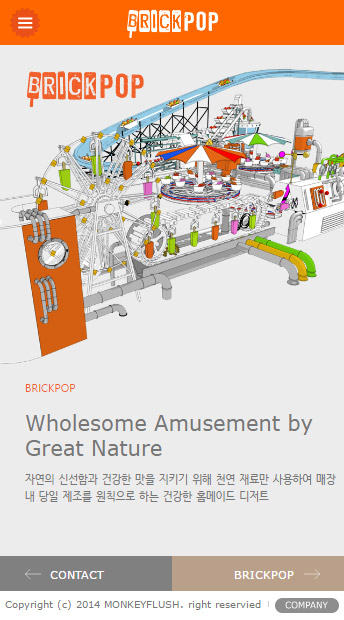 BRICKPOP
BRICKPOP
BRICKPOP
Wholesome Amusement by
Great Nature
자연의 신선함과 건강한 맛을 지키기 위해 천연 재료만 사용하여 매장
내 당일 제조를 원칙으로 하는 건강한 홈메이드 디저트
CONTACT
BRICKPOP
Copyright (c) 2014 MONKEYFLUSH. right reservied
COMPANY